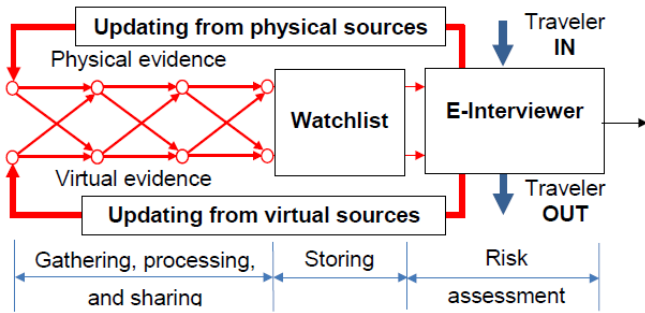 Updating from physical sources
Traveler
IN
Physical evidence
Watchlist
E-Interviewer
Virtual evidence
Updating from virtual sources
Traveler
OUT
Gathering, processing,
and sharing
Storing
Risk
assessment